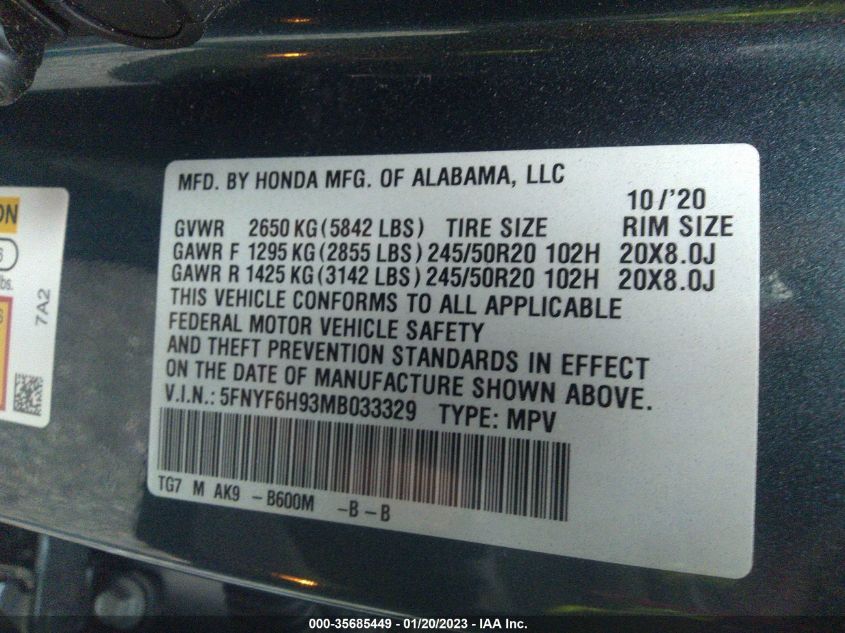 MFD. BY HONDA MFG. OF ALABAMA, LLC
10/'20
GVWR 2650 KG (5842 LBS) TIRE SIZE RIM SIZE
GAWR F 1295 KG (2855 LBS) 245/50R20 102H 20X8.0J
GAWR R 1425 KG (3142 LBS) 245/50R20 102H 20X8.0J
THIS VEHICLE CONFORMS TO ALL APPLICABLE
FEDERAL MOTOR VEHICLE SAFETY
AND THEFT PREVENTION STANDARDS IN EFFECT
ON THE DATE OF MANUFACTURE SHOWN ABOVE.
V.I.N.: 5FNYF6H93MB033329 TYPE: MPV
TG7 M AK9 -B600M -B-B
7A2
000-35685449 - 01/20/2023 - IAA Inc.